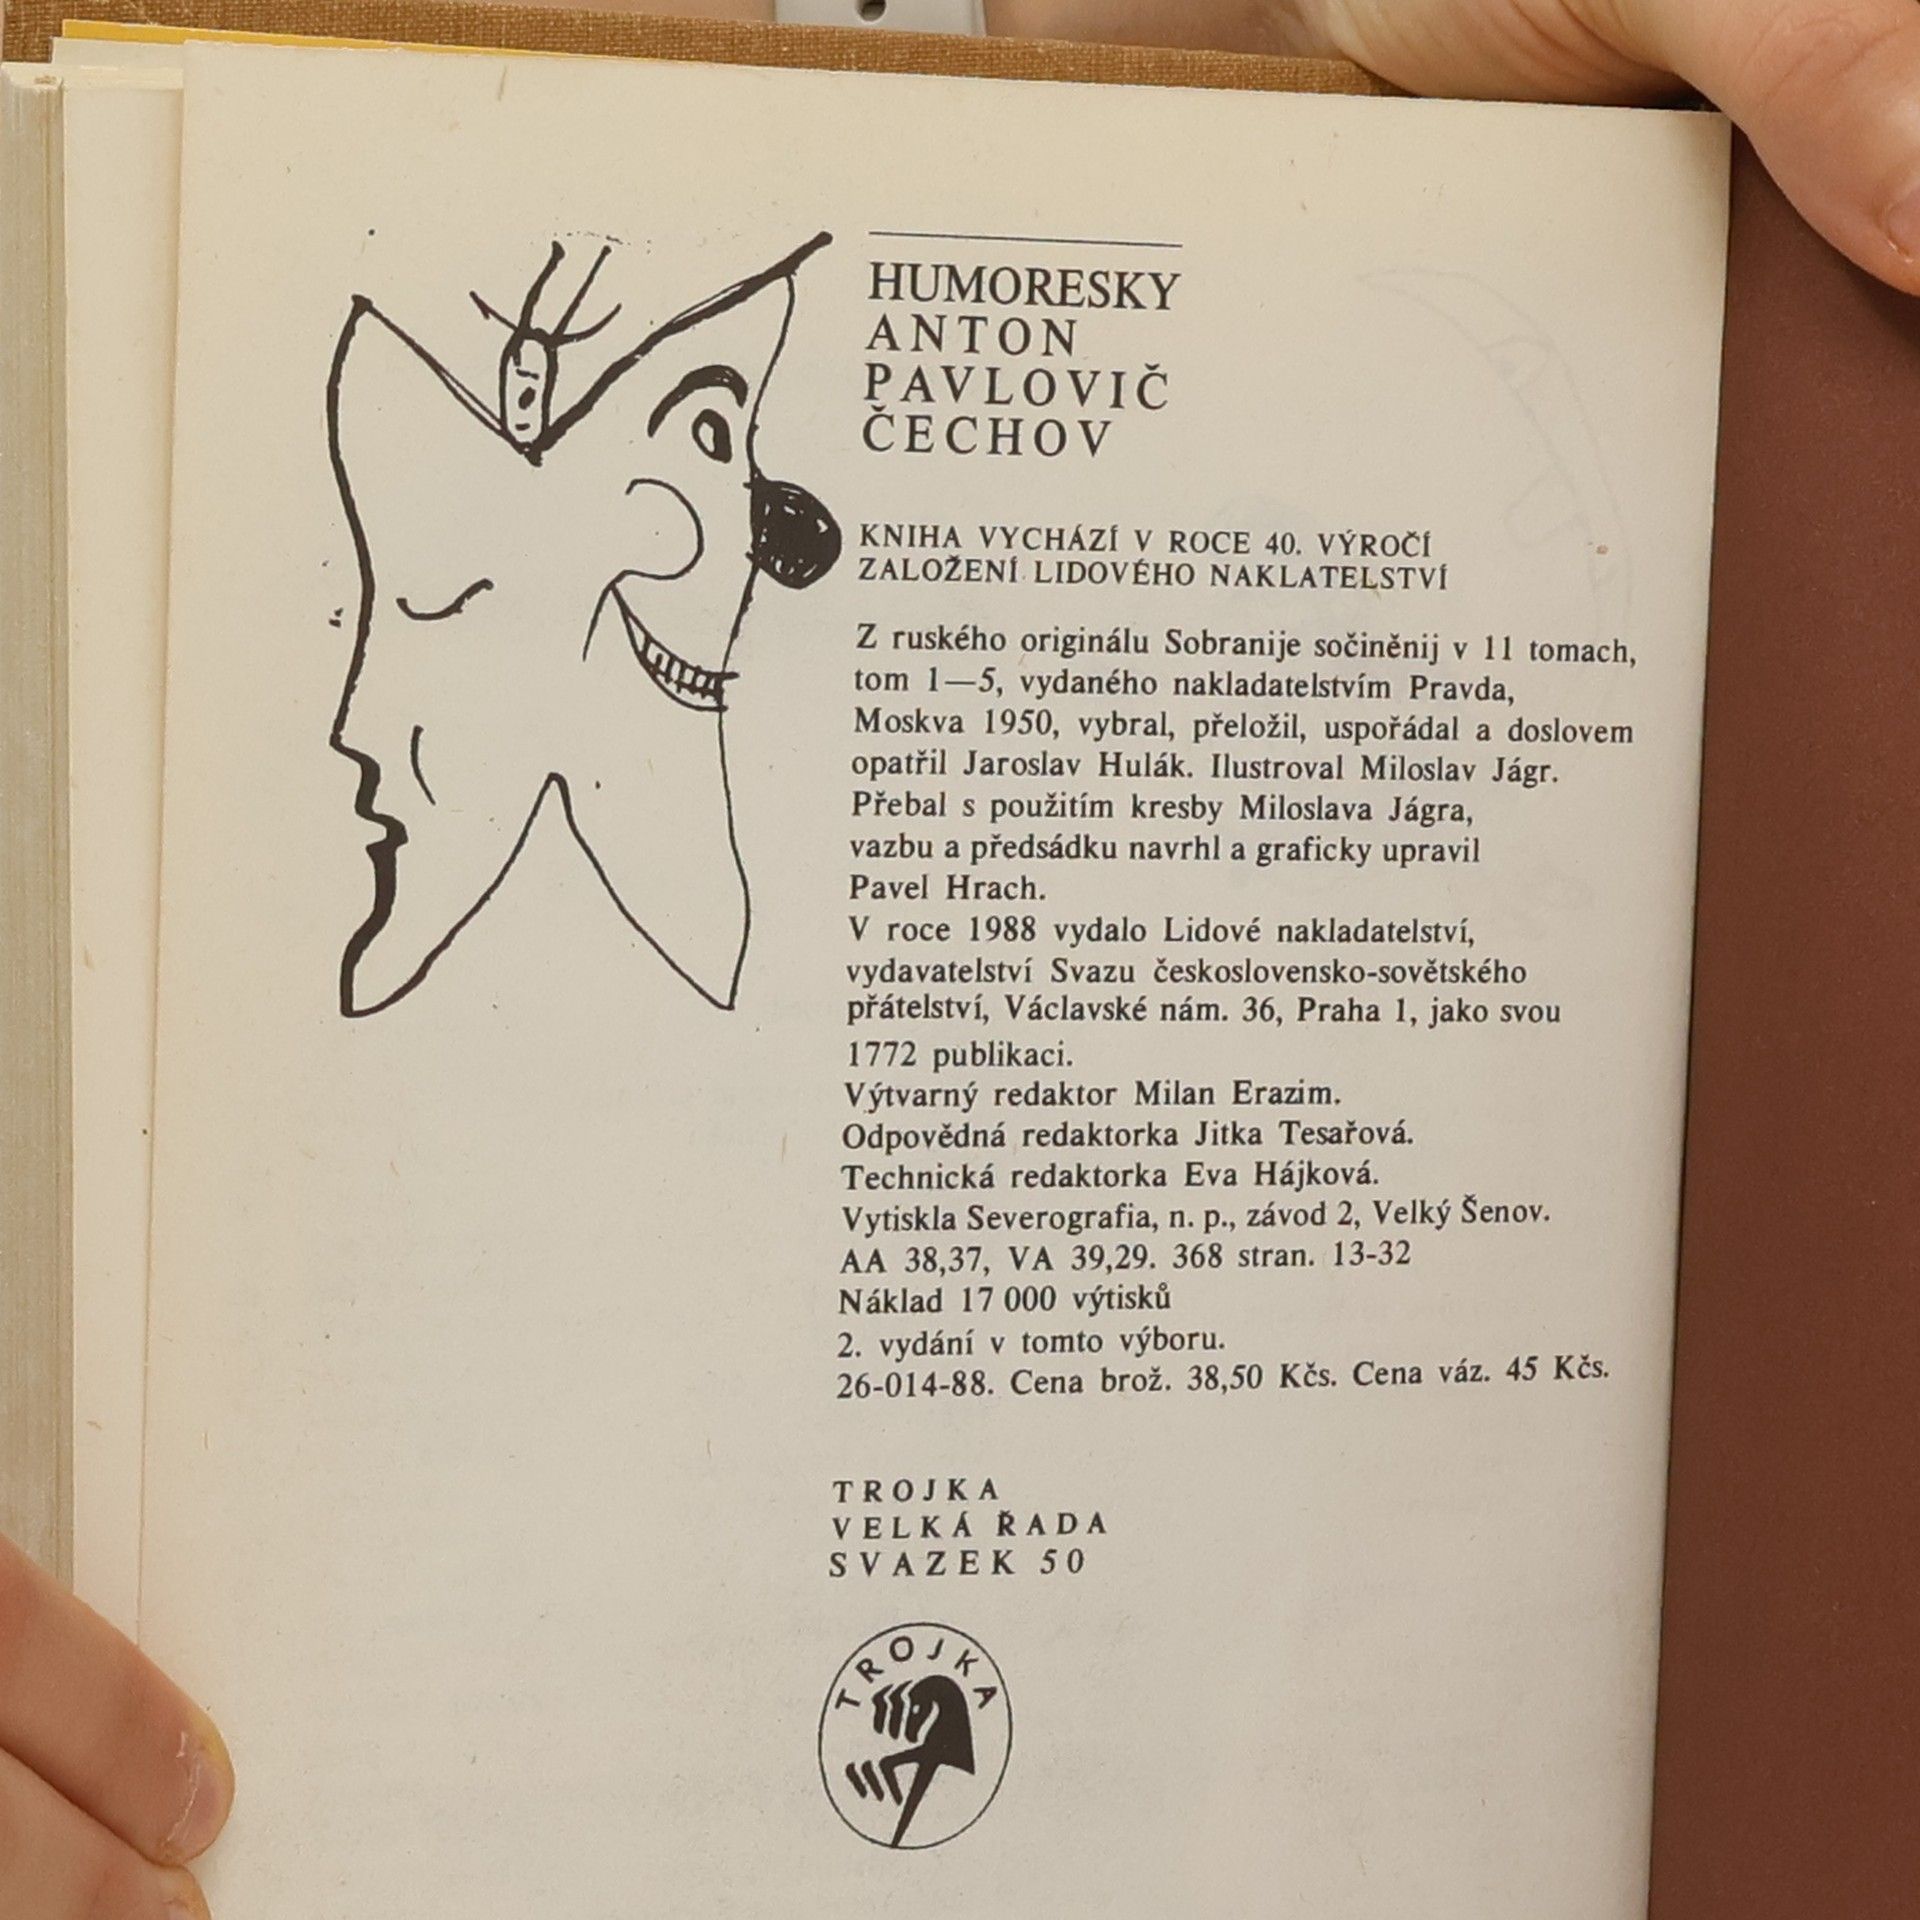 HUMORESKY
ANTON
PAVLOVIČ
ČECHOV
KNIHA VYCHÁZÍ V ROCE 40. VÝROČÍ
ZALOŽENÍ LIDOVÉHO NAKLATELSTVÍ
Z ruského originálu Sobranije sočiněnij v 11 tomach,
tom 1—5, vydaného nakladatelstvím Pravda,
Moskva 1950, vybral, přeložil, uspořádal a doslovem
opatřil Jaroslav Hulák. Ilustroval Miloslav Jágr.
Přebal s použitím kresby Miloslava Jágra,
vazbu a předsádku navrhl a graficky upravil
Pavel Hrach.
V roce 1988 vydalo Lidové nakladatelství,
vydavatelství Svazu československo-sovětského
přátelství, Václavské nám. 36, Praha 1, jako svou
1772 publikaci.
Výtvarný redaktor Milan Erazim.
Odpovědná redaktorka Jitka Tesařová.
Technická redaktorka Eva Hájková.
Vytiskla Severografia, n. p., závod 2, Velký Šenov.
AA 38,37, VA 39,29. 368 stran. 13-32
Náklad 17 000 výtisků
2. vydání v tomto výboru.
26-014-88. Cena brož. 38,50 Kčs. Cena váz. 45 Kčs.
TROJKA
VELKÁ ŘADA
SVAZEK 50
TROJKA